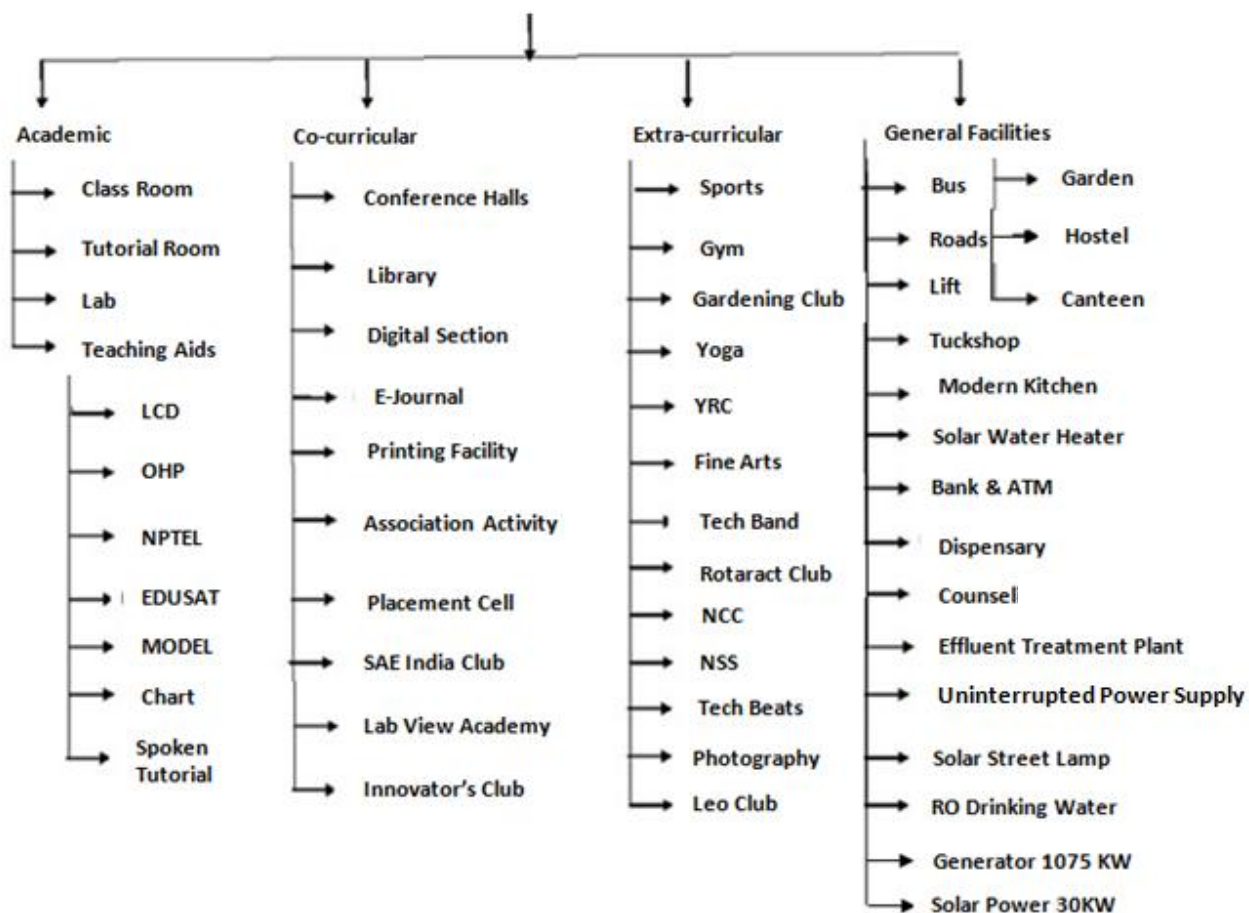 Academic
Class Room
Tutorial Room
Lab
Teaching Aids
LCD
OHP
NPTEL
EDUSAT
MODEL
Chart
Spoken
Tutorial
Co-curricular
Conference Halls
Library
Digital Section
E-Journal
Printing Facility
Association Activity
Placement Cell
SAE India Club
Lab View Academy
Innovator's Club
Extra-curricular
Sports
Gym
Gardening Club
Yoga
YRC
Fine Arts
Tech Band
Rotaract Club
NCC
NSS
Tech Beats
Photography
Leo Club
General Facilities
Bus
Roads
Lift
Garden
Hostel
Canteen
Tuckshop
Modern Kitchen
Solar Water Heater
Bank & ATM
Dispensary
Counsel
Effluent Treatment Plant
Uninterrupted Power Supply
Solar Street Lamp
RO Drinking Water
Generator 1075 KW
Solar Power 30KW